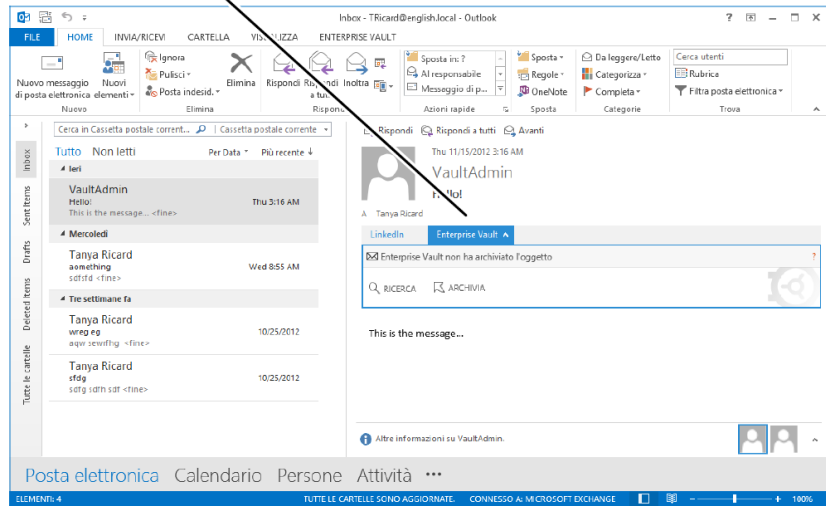 Inbox - TRicard@english.local - Outlook
FILE HOME INVIA/RICEVI CARTELLA VISUALIZZA ENTERPRISE VAULT
Nuovo messaggio di posta elettronica
Nuovi elementi
Nuovo
Ignora
Pulisci
Posta indesid.
Elimina
Elimina
Rispondi
Rispondi a tutti
Inoltra
Rispondi
Sposta in: ?
Al responsabile
Messaggio di p...
Azioni rapide
Sposta
Regole
OneNote
Sposta
Da leggere/Letto
Categorizza
Completa
Categorie
Cerca utenti
Rubrica
Filtra posta elettronica
Trova
Inbox
Sent Items
Drafts
Deleted Items
Tutte le cartelle
Cerca in Cassetta postale corrent... Cassetta postale corrente
Tutto Non letti Per Data Più recente
Ieri
VaultAdmin
Hello! Thu 3:16 AM
This is the message... <fine>
Mercoledì
Tanya Ricard
aomething Wed 8:55 AM
sdfsfd <fine>
Tre settimane fa
Tanya Ricard
wreg eg 10/25/2012
<fine>
Tanya Ricard
sfdg 10/25/2012
sdfg sdfh sdf <fine>
Rispondi Rispondi a tutti Avanti
Thu 11/15/2012 3:16 AM
VaultAdmin
Hello!
A Tanya Ricard
LinkedIn Enterprise Vault
Enterprise Vault non ha archiviato l'oggetto ?
RICERCA ARCHIVIA
This is the message...
Altre informazioni su VaultAdmin.
Posta elettronica Calendario Persone Attività ...
ELEMENTI: 4 TUTTE LE CARTELLE SONO AGGIORNATE. CONNESSO A: MICROSOFT EXCHANGE 100%